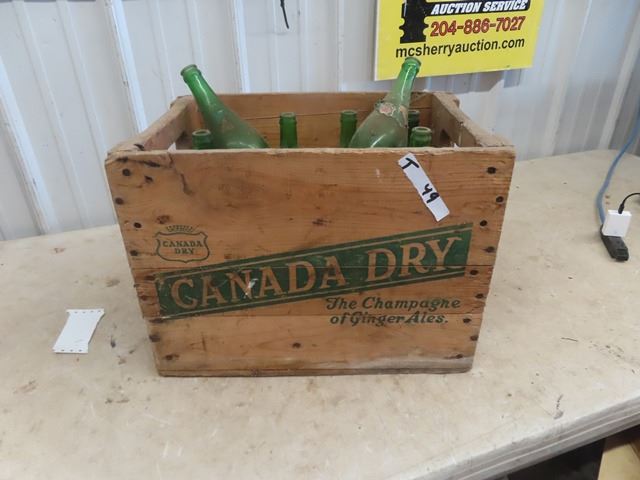 AUCTION SERVICE
204-886-7027
mcsherryauction.com
T 49
CANADA
DRY
CANADA DRY
The Champagne
of Ginger Ales.